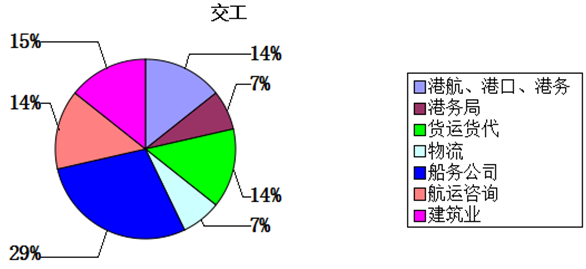 交工
15%
14%
7%
14%
14%
7%
29%
港航、港口、港务
港务局
货运货代
物流
船务公司
航运咨询
建筑业